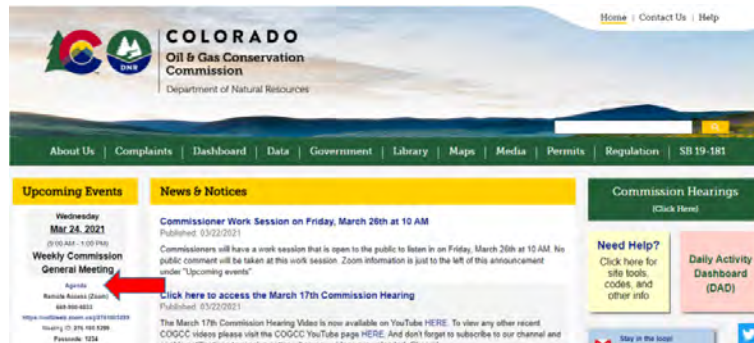 Home | Contact Us | Help
COLORADO
Oil & Gas Conservation
Commission
Department of Natural Resources
DNR
About Us | Complaints | Dashboard | Data | Government | Library | Maps | Media | Permits | Regulation | SB 19-181
Upcoming Events
Wednesday
Mar 24, 2021
(9:00 AM - 1:00 PM)
Weekly Commission
General Meeting
Agenda
Remote Access (Zoom)
Passcode: 1234
News & Notices
Commissioner Work Session on Friday, March 26th at 10 AM
Published: 03/22/2021
Commissioners will have a work session that is open to the public to listen in on Friday, March 26th at 10 AM. No
public comment will be taken at this work session. Zoom information is just to the left of this announcement
under "Upcoming events"
Click here to access the March 17th Commission Hearing
Published: 03/22/2021
The March 17th Commission Hearing Video is now available on YouTube HERE. To view any other recent
COGCC videos please visit the COGCC YouTube page HERE. And don't forget to subscribe to our channel and
Commission Hearings
(Click Here)
Need Help?
Click here for
site tools,
codes, and
other info
Daily Activity
Dashboard
(DAD)
Stay in the loop!